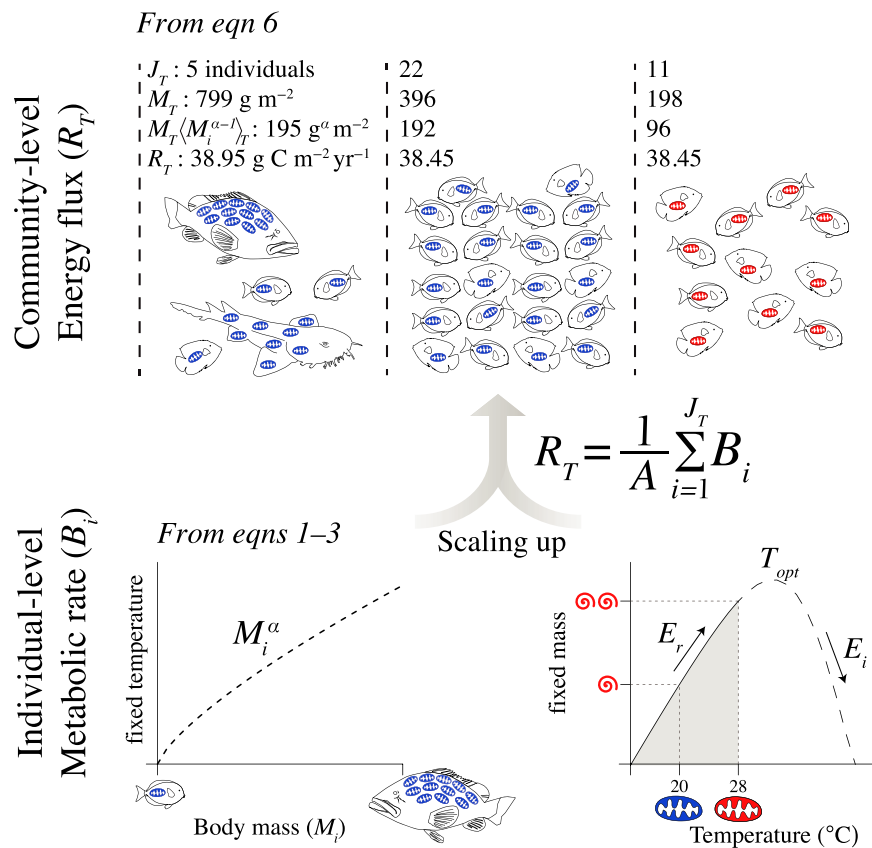 From eqn 6
J_T : 5 individuals 22 11
M_T : 799 g m⁻² 396 198
M_T⟨M_i^{α-1}⟩_T : 195 g^α m⁻² 192 96
R_T : 38.95 g C m⁻² yr⁻¹ 38.45 38.45
Community-level
Energy flux (R_T)
R_T = 1/A ∑_{i=1}^{J_T} B_i
Scaling up
Individual-level
Metabolic rate (B_i)
From eqns 1–3
fixed temperature
M_i^α
Body mass (M_i)
fixed mass
T_opt
E_r
E_i
20 28
Temperature (°C)